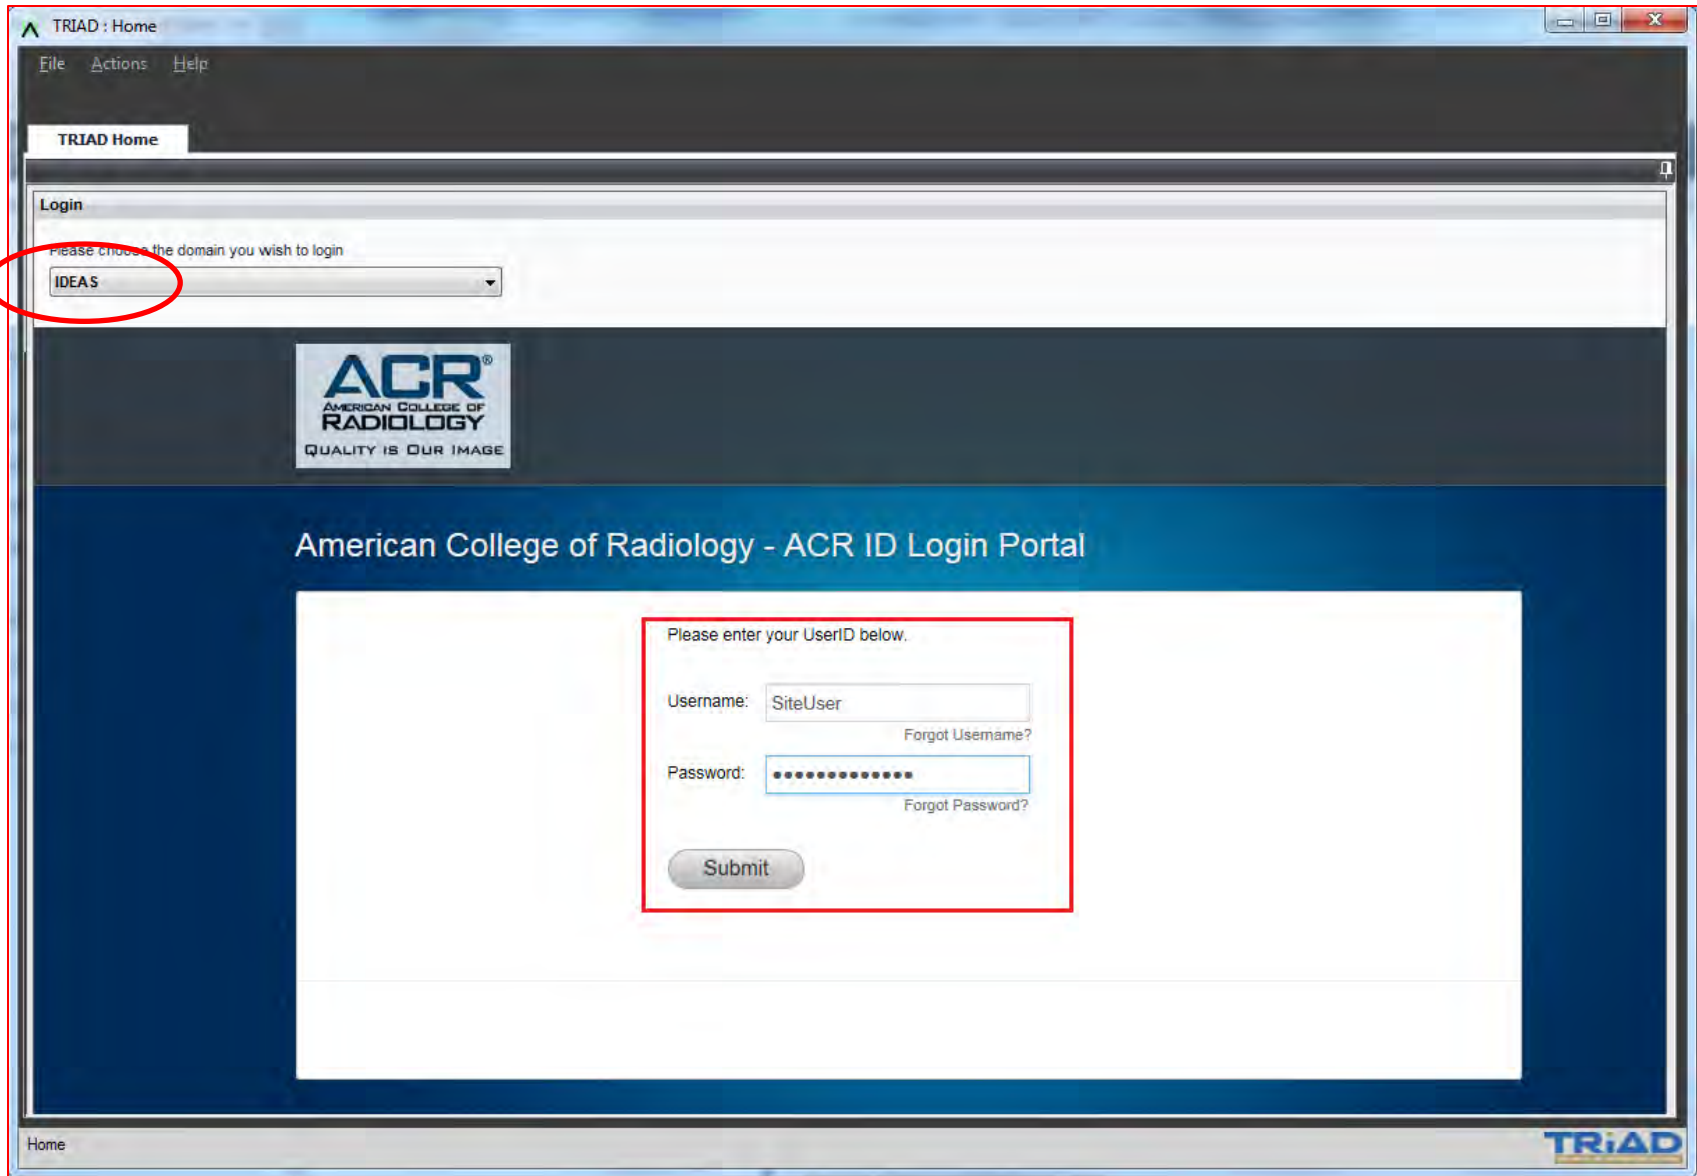 TRIAD : Home
File Actions Help
TRIAD Home
Login
Please choose the domain you wish to login
IDEAS
ACR®
AMERICAN COLLEGE OF
RADIOLOGY
QUALITY IS OUR IMAGE
American College of Radiology - ACR ID Login Portal
Please enter your UserID below.
Username: SiteUser
Forgot Username?
Password: •••••••••••••
Forgot Password?
Submit
Home
TRiAD